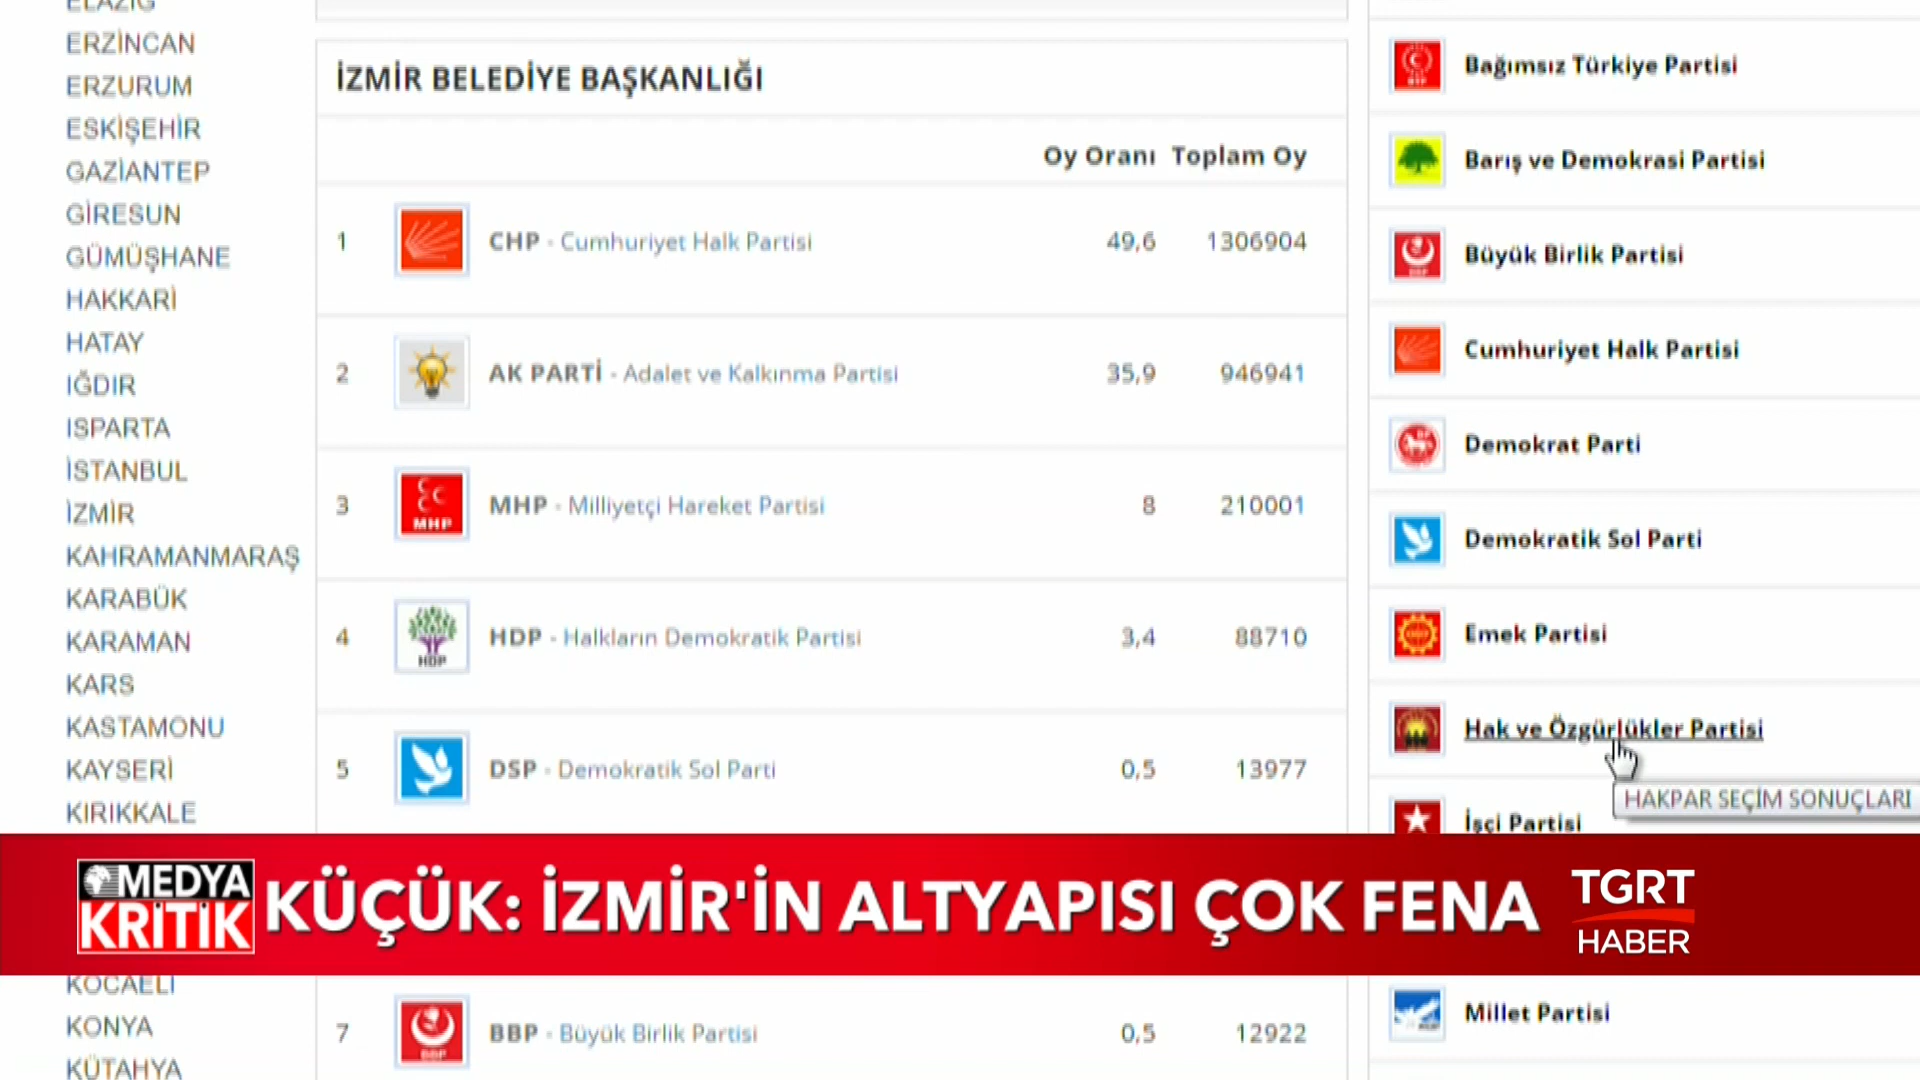 ELAZIĞ
ERZİNCAN
ERZURUM
ESKİŞEHİR
GAZİANTEP
GİRESUN
GÜMÜŞHANE
HAKKARİ
HATAY
IĞDIR
ISPARTA
İSTANBUL
İZMİR
KAHRAMANMARAŞ
KARABÜK
KARAMAN
KARS
KASTAMONU
KAYSERİ
KIRIKKALE
KOCAELİ
KONYA
KÜTAHYA
İZMİR BELEDİYE BAŞKANLIĞI
Oy Oranı Toplam Oy
1 CHP - Cumhuriyet Halk Partisi 49,6 1306904
2 AK PARTİ - Adalet ve Kalkınma Partisi 35,9 946941
3 MHP MHP - Milliyetçi Hareket Partisi 8 210001
4 HDP HDP - Halkların Demokratik Partisi 3,4 88710
5 DSP - Demokratik Sol Parti 0,5 13977
7 BBP - Büyük Birlik Partisi 0,5 12922
Bağımsız Türkiye Partisi
Barış ve Demokrasi Partisi
Büyük Birlik Partisi
Cumhuriyet Halk Partisi
Demokrat Parti
Demokratik Sol Parti
Emek Partisi
Hak ve Özgürlükler Partisi
HAKPAR SEÇİM SONUÇLARI
İşçi Partisi
Millet Partisi
MEDYA
KRİTİK
KÜÇÜK: İZMİR'İN ALTYAPISI ÇOK FENA
TGRT
HABER